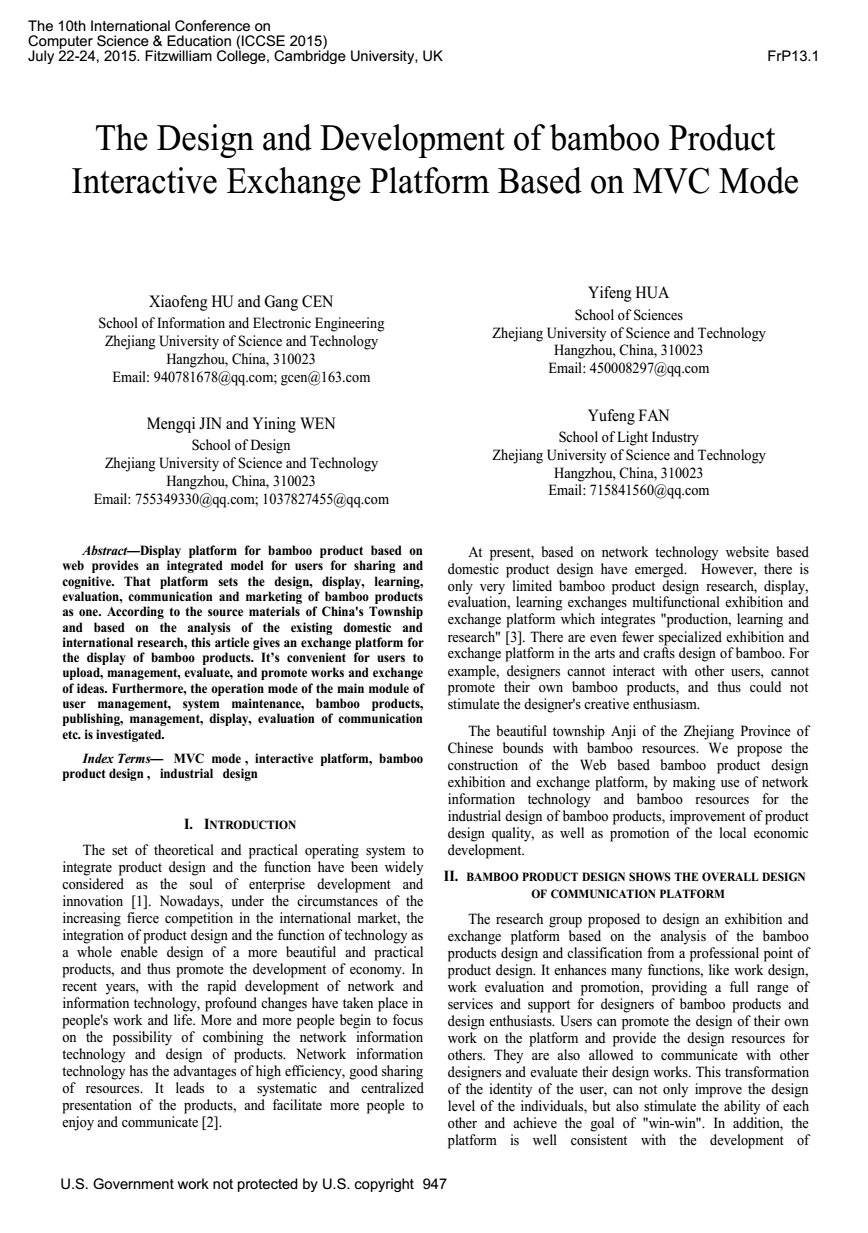 The 10th International Conference on
Computer Science & Education (ICCSE 2015)
July 22-24, 2015. Fitzwilliam College, Cambridge University, UK
FrP13.1
The Design and Development of bamboo Product
Interactive Exchange Platform Based on MVC Mode
Xiaofeng HU and Gang CEN
School of Information and Electronic Engineering
Zhejiang University of Science and Technology
Hangzhou, China, 310023
Email: 940781678@qq.com; gcen@163.com
Yifeng HUA
School of Sciences
Zhejiang University of Science and Technology
Hangzhou, China, 310023
Email: 450008297@qq.com
Mengqi JIN and Yining WEN
School of Design
Zhejiang University of Science and Technology
Hangzhou, China, 310023
Email: 755349330@qq.com; 1037827455@qq.com
Yufeng FAN
School of Light Industry
Zhejiang University of Science and Technology
Hangzhou, China, 310023
Email: 715841560@qq.com
Abstract—Display platform for bamboo product based on
web provides an integrated model for users for sharing and
cognitive. That platform sets the design, display, learning,
evaluation, communication and marketing of bamboo products
as one. According to the source materials of China's Township
and based on the analysis of the existing domestic and
international research, this article gives an exchange platform for
the display of bamboo products. It's convenient for users to
upload, management, evaluate, and promote works and exchange
of ideas. Furthermore, the operation mode of the main module of
user management, system maintenance, bamboo products,
publishing, management, display, evaluation of communication
etc. is investigated.
Index Terms— MVC mode , interactive platform, bamboo
product design , industrial design
I. INTRODUCTION
The set of theoretical and practical operating system to
integrate product design and the function have been widely
considered as the soul of enterprise development and
innovation [1]. Nowadays, under the circumstances of the
increasing fierce competition in the international market, the
integration of product design and the function of technology as
a whole enable design of a more beautiful and practical
products, and thus promote the development of economy. In
recent years, with the rapid development of network and
information technology, profound changes have taken place in
people's work and life. More and more people begin to focus
on the possibility of combining the network information
technology and design of products. Network information
technology has the advantages of high efficiency, good sharing
of resources. It leads to a systematic and centralized
presentation of the products, and facilitate more people to
enjoy and communicate [2].
At present, based on network technology website based
domestic product design have emerged. However, there is
only very limited bamboo product design research, display,
evaluation, learning exchanges multifunctional exhibition and
exchange platform which integrates "production, learning and
research" [3]. There are even fewer specialized exhibition and
exchange platform in the arts and crafts design of bamboo. For
example, designers cannot interact with other users, cannot
promote their own bamboo products, and thus could not
stimulate the designer's creative enthusiasm.
The beautiful township Anji of the Zhejiang Province of
Chinese bounds with bamboo resources. We propose the
construction of the Web based bamboo product design
exhibition and exchange platform, by making use of network
information technology and bamboo resources for the
industrial design of bamboo products, improvement of product
design quality, as well as promotion of the local economic
development.
II. BAMBOO PRODUCT DESIGN SHOWS THE OVERALL DESIGN
OF COMMUNICATION PLATFORM
The research group proposed to design an exhibition and
exchange platform based on the analysis of the bamboo
products design and classification from a professional point of
product design. It enhances many functions, like work design,
work evaluation and promotion, providing a full range of
services and support for designers of bamboo products and
design enthusiasts. Users can promote the design of their own
work on the platform and provide the design resources for
others. They are also allowed to communicate with other
designers and evaluate their design works. This transformation
of the identity of the user, can not only improve the design
level of the individuals, but also stimulate the ability of each
other and achieve the goal of "win-win". In addition, the
platform is well consistent with the development of
U.S. Government work not protected by U.S. copyright 947